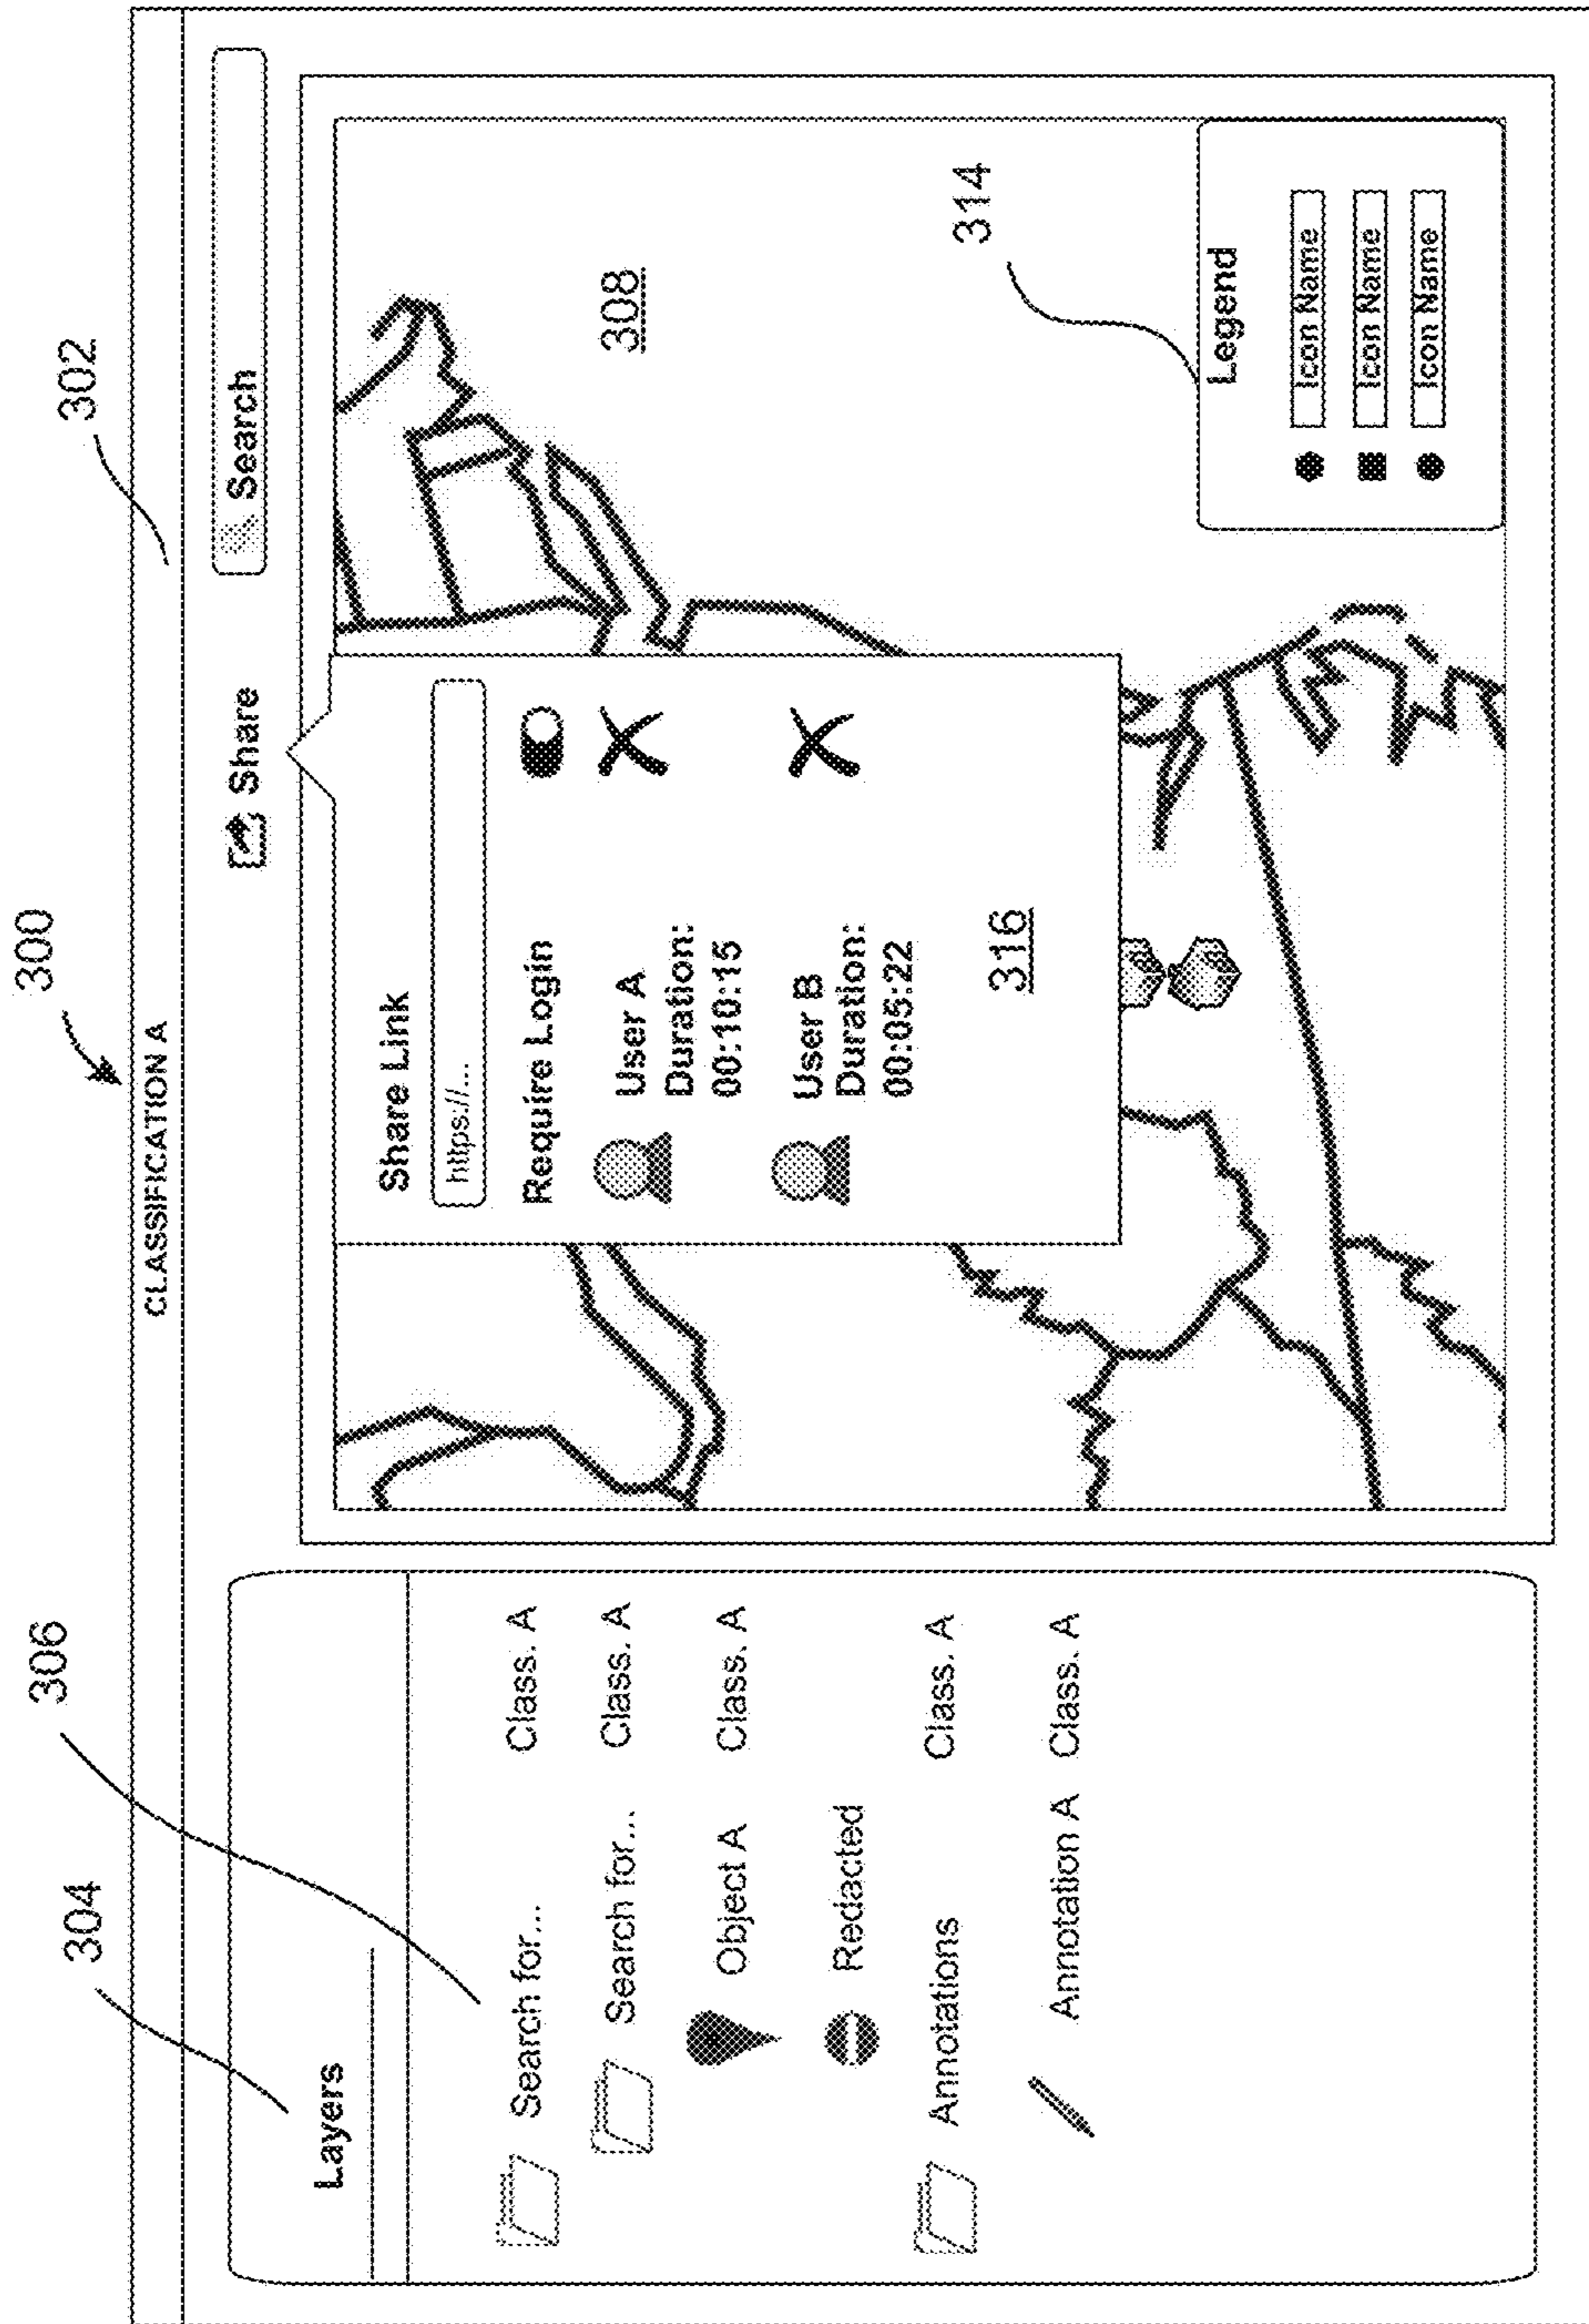 300
302
CLASSIFICATION A
304
306
Share
Search
Layers
Search for... Class. A
Search for... Class. A
Object A Class. A
Redacted
Annotations Class. A
Annotation A Class. A
Share Link
https://...
Require Login
User A
Duration:
00:10:15
User B
Duration:
00:05:22
316
308
314
Legend
Icon Name
Icon Name
Icon Name